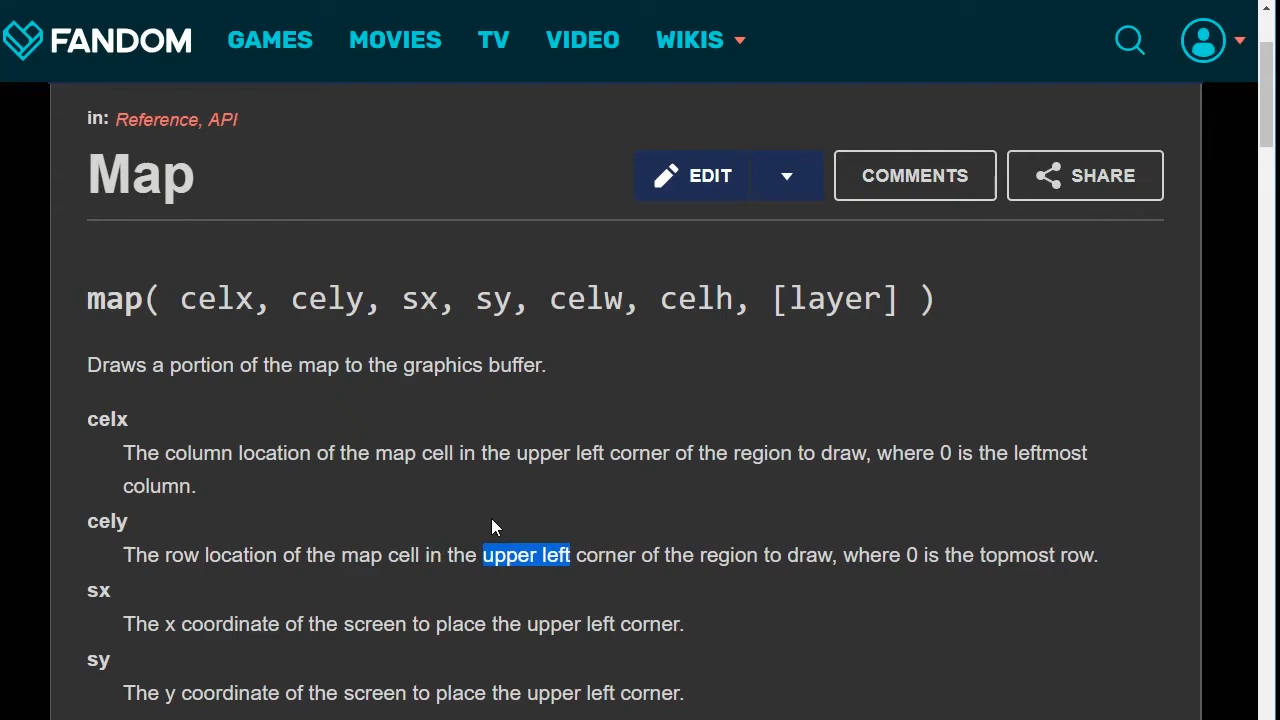 FANDOM GAMES MOVIES TV VIDEO WIKIS
in: Reference, API
Map
EDIT COMMENTS SHARE
map( celx, cely, sx, sy, celw, celh, [layer] )
Draws a portion of the map to the graphics buffer.
celx
The column location of the map cell in the upper left corner of the region to draw, where 0 is the leftmost
column.
cely
The row location of the map cell in the upper left corner of the region to draw, where 0 is the topmost row.
sx
The x coordinate of the screen to place the upper left corner.
sy
The y coordinate of the screen to place the upper left corner.